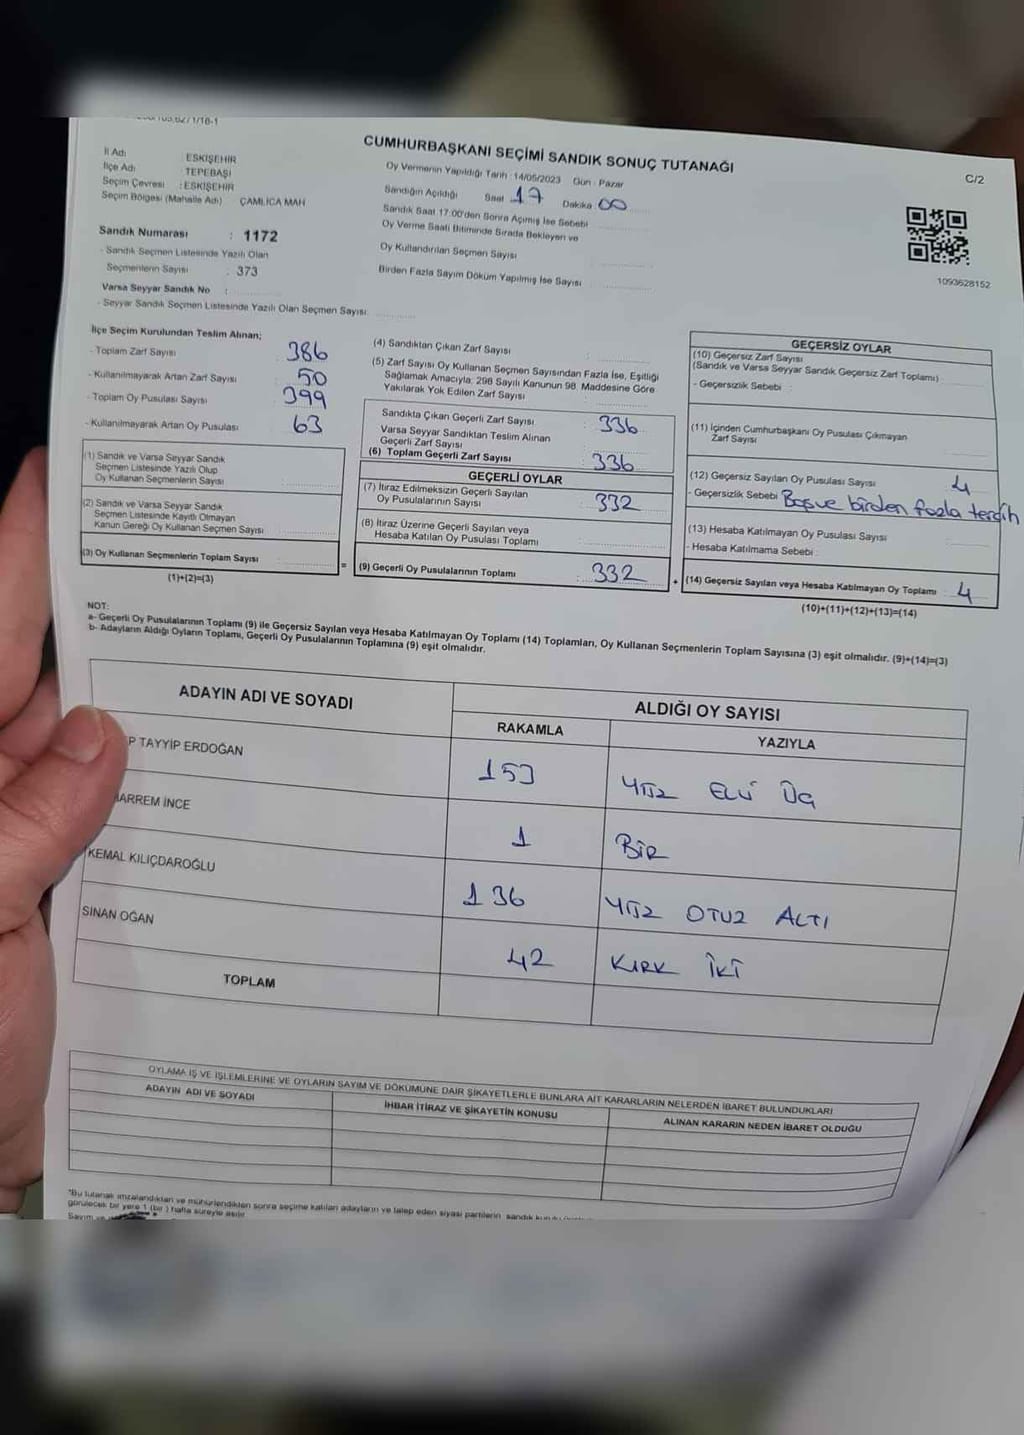 CUMHURBAŞKANI SEÇİMİ SANDIK SONUÇ TUTANAĞI
C/2
İl Adı : ESKİŞEHİR
İlçe Adı : TEPEBAŞI
Seçim Çevresi : ESKİŞEHİR
Seçim Bölgesi (Mahalle Adı) ÇAMLICA MAH
Sandık Numarası : 1172
- Sandık Seçmen Listesinde Yazılı Olan
Seçmenlerin Sayısı : 373
Varsa Seyyar Sandık No :
- Seyyar Sandık Seçmen Listesinde Yazılı Olan Seçmen Sayısı:
Oy Vermenin Yapıldığı Tarih :14/05/2023 Gün : Pazar
Sandığın Açıldığı Saat 17 Dakika 00
Sandık Saat 17:00'den Sonra Açımış İse Sebebi
Oy Verme Saati Bitiminde Sırada Bekleyen ve
Oy Kullandırılan Seçmen Sayısı
Birden Fazla Sayım Döküm Yapılmış İse Sayısı
1093628152
İlçe Seçim Kurulundan Teslim Alınan;
- Toplam Zarf Sayısı 386
- Kullanılmayarak Artan Zarf Sayısı 50
- Toplam Oy Pusulası Sayısı 399
- Kullanılmayarak Artan Oy Pusulası 63
(1) Sandık ve Varsa Seyyar Sandık
Seçmen Listesinde Yazılı Olup
Oy Kullanan Seçmenlerin Sayısı :
(2) Sandık ve Varsa Seyyar Sandık
Seçmen Listesinde Kayıtlı Olmayan
Kanun Gereği Oy Kullanan Seçmen Sayısı :
(3) Oy Kullanan Seçmenlerin Toplam Sayısı :
(1)+(2)=(3)
=
(4) Sandıktan Çıkan Zarf Sayısı :
(5) Zarf Sayısı Oy Kullanan Seçmen Sayısından Fazla İse, Eşitliği
Sağlamak Amacıyla; 298 Sayılı Kanunun 98. Maddesine Göre
Yakılarak Yok Edilen Zarf Sayısı :
Sandıkta Çıkan Geçerli Zarf Sayısı : 336
Varsa Seyyar Sandıktan Teslim Alınan
Geçerli Zarf Sayısı :
(6) Toplam Geçerli Zarf Sayısı : 336
GEÇERLİ OYLAR
(7) İtiraz Edilmeksizin Geçerli Sayılan
Oy Pusulasının Sayısı : 332
(8) İtiraz Üzerine Geçerli Sayılan veya
Hesaba Katılan Oy Pusulası Toplamı :
(9) Geçerli Oy Pusulalarının Toplamı : 332
+
GEÇERSİZ OYLAR
(10) Geçersiz Zarf Sayısı
(Sandık ve Varsa Seyyar Sandık Geçersiz Zarf Toplamı)
- Geçersizlik Sebebi :
(11) İçinden Cumhurbaşkanı Oy Pusulası Çıkmayan
Zarf Sayısı
(12) Geçersiz Sayılan Oy Pusulası Sayısı 4
- Geçersizlik Sebebi Boş ve birden fazla tercih
(13) Hesaba Katılmayan Oy Pusulası Sayısı
- Hesaba Katılmama Sebebi :
(14) Geçersiz Sayılan veya Hesaba Katılmayan Oy Toplamı 4
(10)+(11)+(12)+(13)=(14)
NOT:
a- Geçerli Oy Pusulalarının Toplamı (9) ile Geçersiz Sayılan veya Hesaba Katılmayan Oy Toplamı (14) Toplamları, Oy Kullanan Seçmenlerin Toplam Sayısına (3) eşit olmalıdır. (9)+(14)=(3)
b- Adayların Aldığı Oyların Toplamı, Geçerli Oy Pusulalarının Toplamına (9) eşit olmalıdır.
ADAYIN ADI VE SOYADI
ALDIĞI OY SAYISI
RAKAMLA YAZIYLA
P TAYYİP ERDOĞAN 153 YÜZ ELLİ ÜÇ
ARREM İNCE 1 BİR
KEMAL KILIÇDAROĞLU 136 YÜZ OTUZ ALTI
SİNAN OĞAN 42 KIRK İKİ
TOPLAM
OYLAMA İŞ VE İŞLEMLERİNE VE OYLARIN SAYIM VE DÖKÜMÜNE DAİR ŞİKAYETLERLE BUNLARA AİT KARARLARIN NELERDEN İBARET BULUNDUKLARI
ADAYIN ADI VE SOYADI İHBAR İTİRAZ VE ŞİKAYETİN KONUSU ALINAN KARARIN NEDEN İBARET OLDUĞU
*Bu tutanak imzalandıktan ve mühürlendikten sonra seçime katılan adayların ve talep eden siyasi partilerin sandık kurulu
görülecek bir yere 1 (bir) hafta süreyle asılır.
Sayım ve